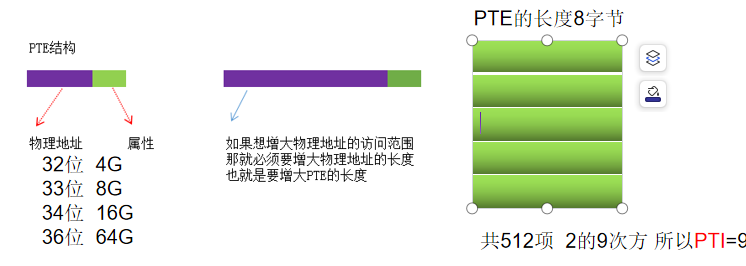 PTE的长度8字节
PTE结构
物理地址 属性
32位 4G
33位 8G
34位 16G
36位 64G
如果想增大物理地址的访问范围
那就必须要增大物理地址的长度
也就是要增大PTE的长度
共512项 2的9次方 所以PTI=9